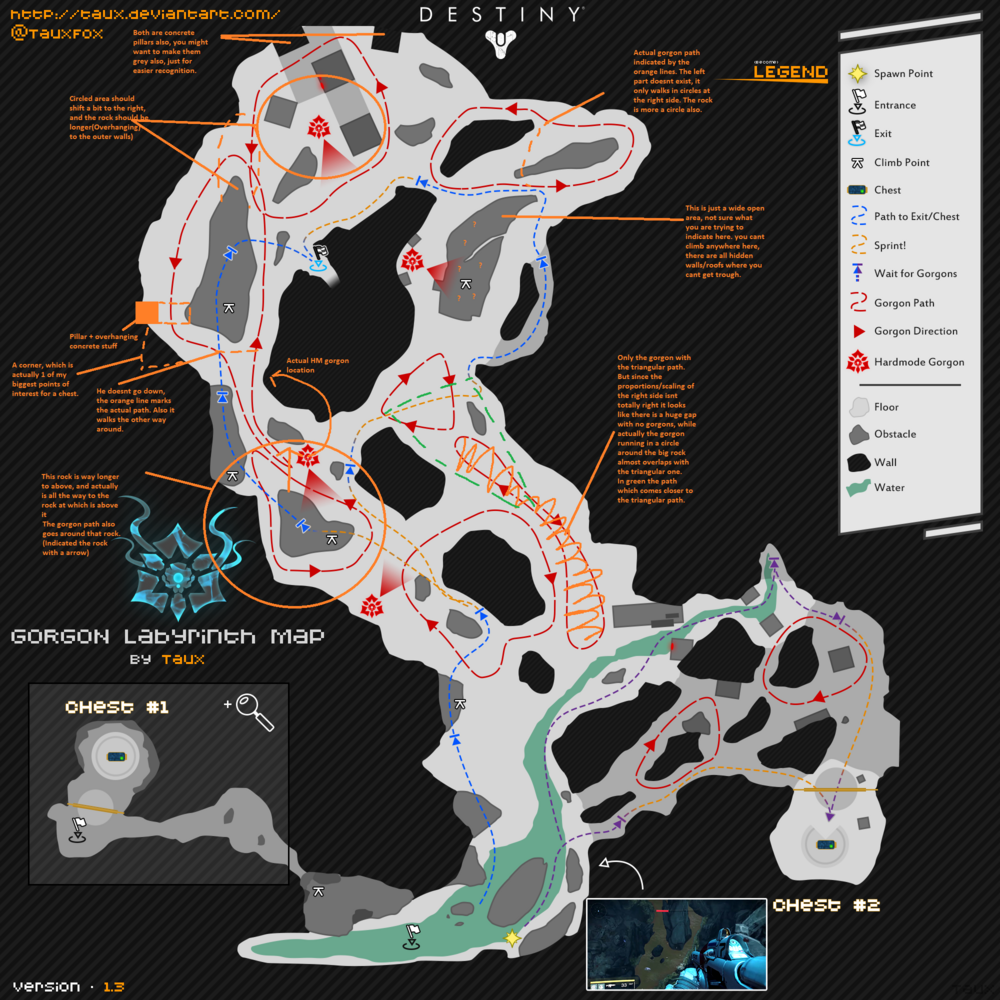 http://taux.deviantart.com/
@TAUXFOX
DESTINY
Both are concrete
pillars also, you might
want to make them
grey also, just for
easier recognition.
Actual gorgon path
indicated by the
orange lines. The left
part doesnt exist, it
only walks in circles at
the right side. The rock
is more a circle also.
LEGEND
Spawn Point
Entrance
Exit
Climb Point
Chest
Path to Exit/Chest
Sprint!
Wait for Gorgons
Gorgon Path
Gorgon Direction
Hardmode Gorgon
Floor
Obstacle
Wall
Water
Circled area should
shift a bit to the right,
and the rock should be
longer(Overhanging)
to the outer walls)
This is just a wide open
area, not sure what
you are trying to
indicate here. you cant
climb anywhere here,
there are all hidden
walls/roofs where you
cant get trough.
? ? ? ? ? ?
Pillar + overhanging
concrete stuff
A corner, which is
actually 1 of my
biggest points of
interest for a chest.
He doesnt go down,
the orange line marks
the actual path. Also it
walks the other way
around.
Actual HM gorgon
location
Only the gorgon with
the triangular path.
But since the
proportions/scaling of
the right side isnt
totally right it looks
like there is a huge gap
with no gorgons, while
actually the gorgon
running in a circle
around the big rock
almost overlaps with
the triangular one.
In green the path
which comes closer to
the triangular path.
This rock is way longer
to above, and actually
is all the way to the
rock at which is above
it
The gorgon path also
goes around that rock.
(Indicated the rock
with a arrow)
GORGON Labyrinth Map
BY TAUX
Chest #1
+
Chest #2
Version · 1.3